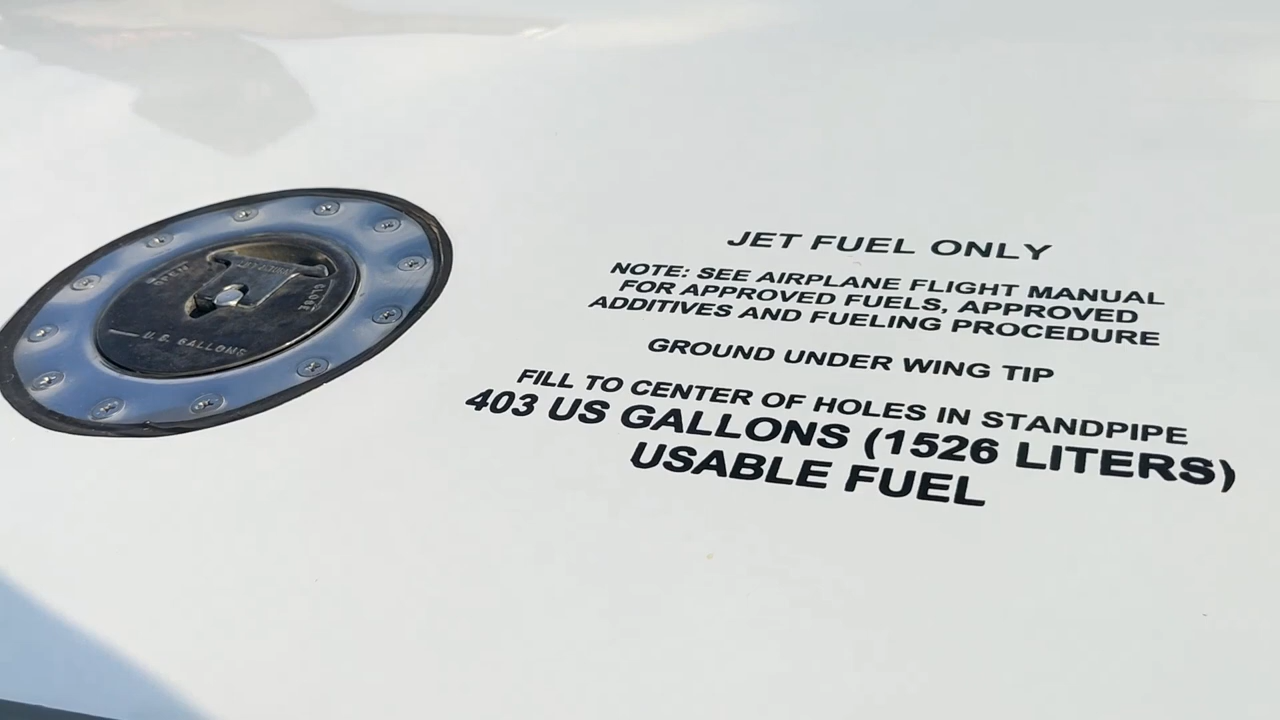 JET FUEL ONLY
NOTE: SEE AIRPLANE FLIGHT MANUAL
FOR APPROVED FUELS, APPROVED
ADDITIVES AND FUELING PROCEDURE
GROUND UNDER WING TIP
FILL TO CENTER OF HOLES IN STANDPIPE
403 US GALLONS (1526 LITERS)
USABLE FUEL
OPEN
CLOSE
U.S. GALLONS